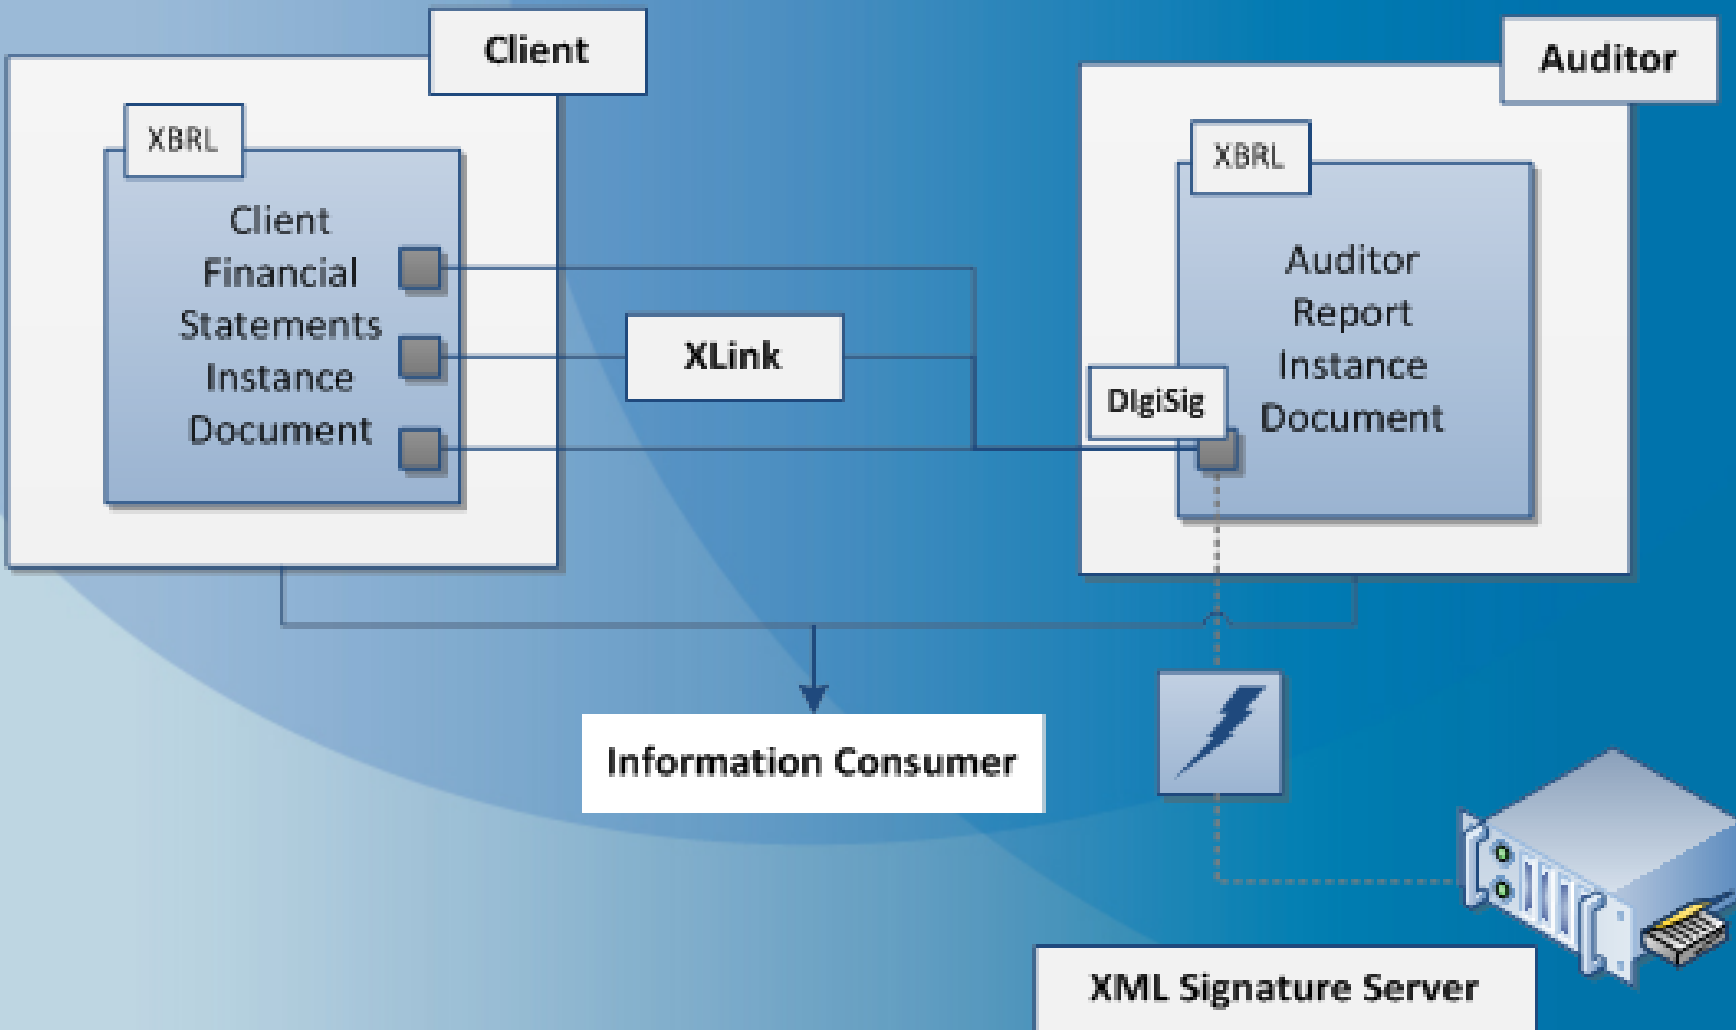 Client
XBRL
Client
Financial
Statements
Instance
Document
XLink
Auditor
XBRL
Auditor
Report
Instance
Document
DIgiSig
Information Consumer
XML Signature Server